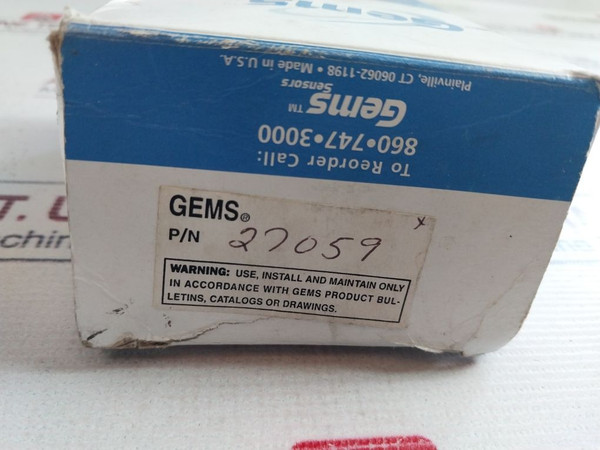 Gems
Plainville, CT 06062-1198 • Made in U.S.A.
Gems™
Sensors
860•747•3000
To Reorder Call:
GEMS®
P/N 27059
x
WARNING: USE, INSTALL AND MAINTAIN ONLY
IN ACCORDANCE WITH GEMS PRODUCT BUL-
LETINS, CATALOGS OR DRAWINGS.